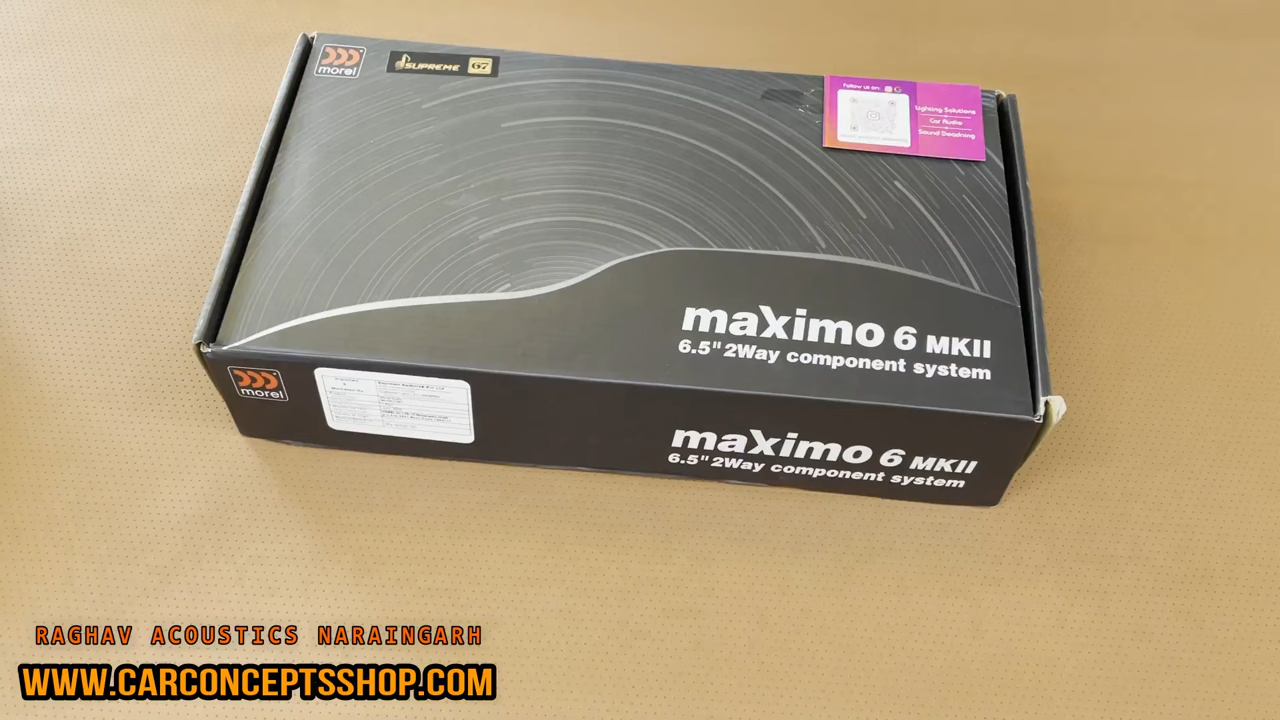 morel
SUPREME 67
Follow us on:
Lighting Solutions
Car Audio
Sound Deadning
maximo 6 MKII
6.5" 2Way component system
morel
maximo 6 MKII
6.5" 2Way component system
RAGHAV ACOUSTICS NARAINGARH
WWW.CARCONCEPTSSHOP.COM